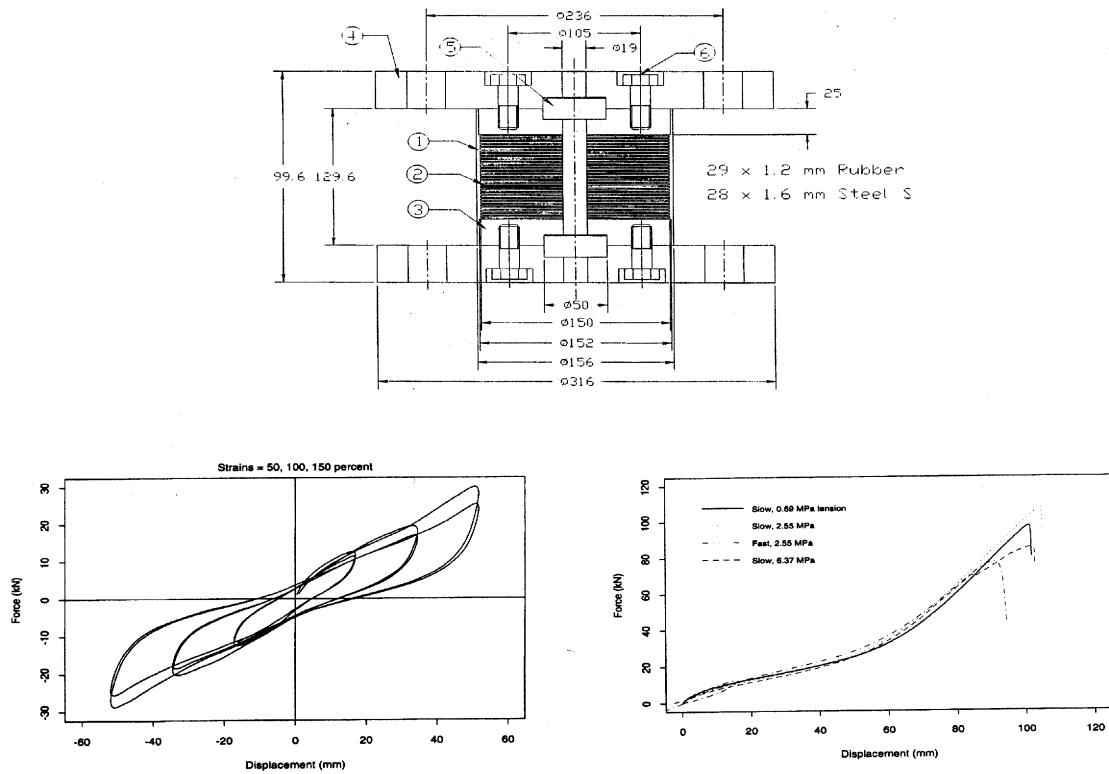 ø236
ø105
ø19
4
5
6
25
1
2
3
99.6 129.6
29 x 1.2 mm Rubber
28 x 1.6 mm Steel S
ø50
ø150
ø152
ø156
ø316
Strains = 50, 100, 150 percent
Force (kN)
30
20
10
0
-10
-20
-30
-60
-40
-20
0
20
40
60
Displacement (mm)
Slow, 0.69 MPa tension
Slow, 2.55 MPa
Fast, 2.55 MPa
Slow, 6.37 MPa
Force (kN)
120
100
80
60
40
20
0
0
20
40
60
80
100
120
Displacement (mm)